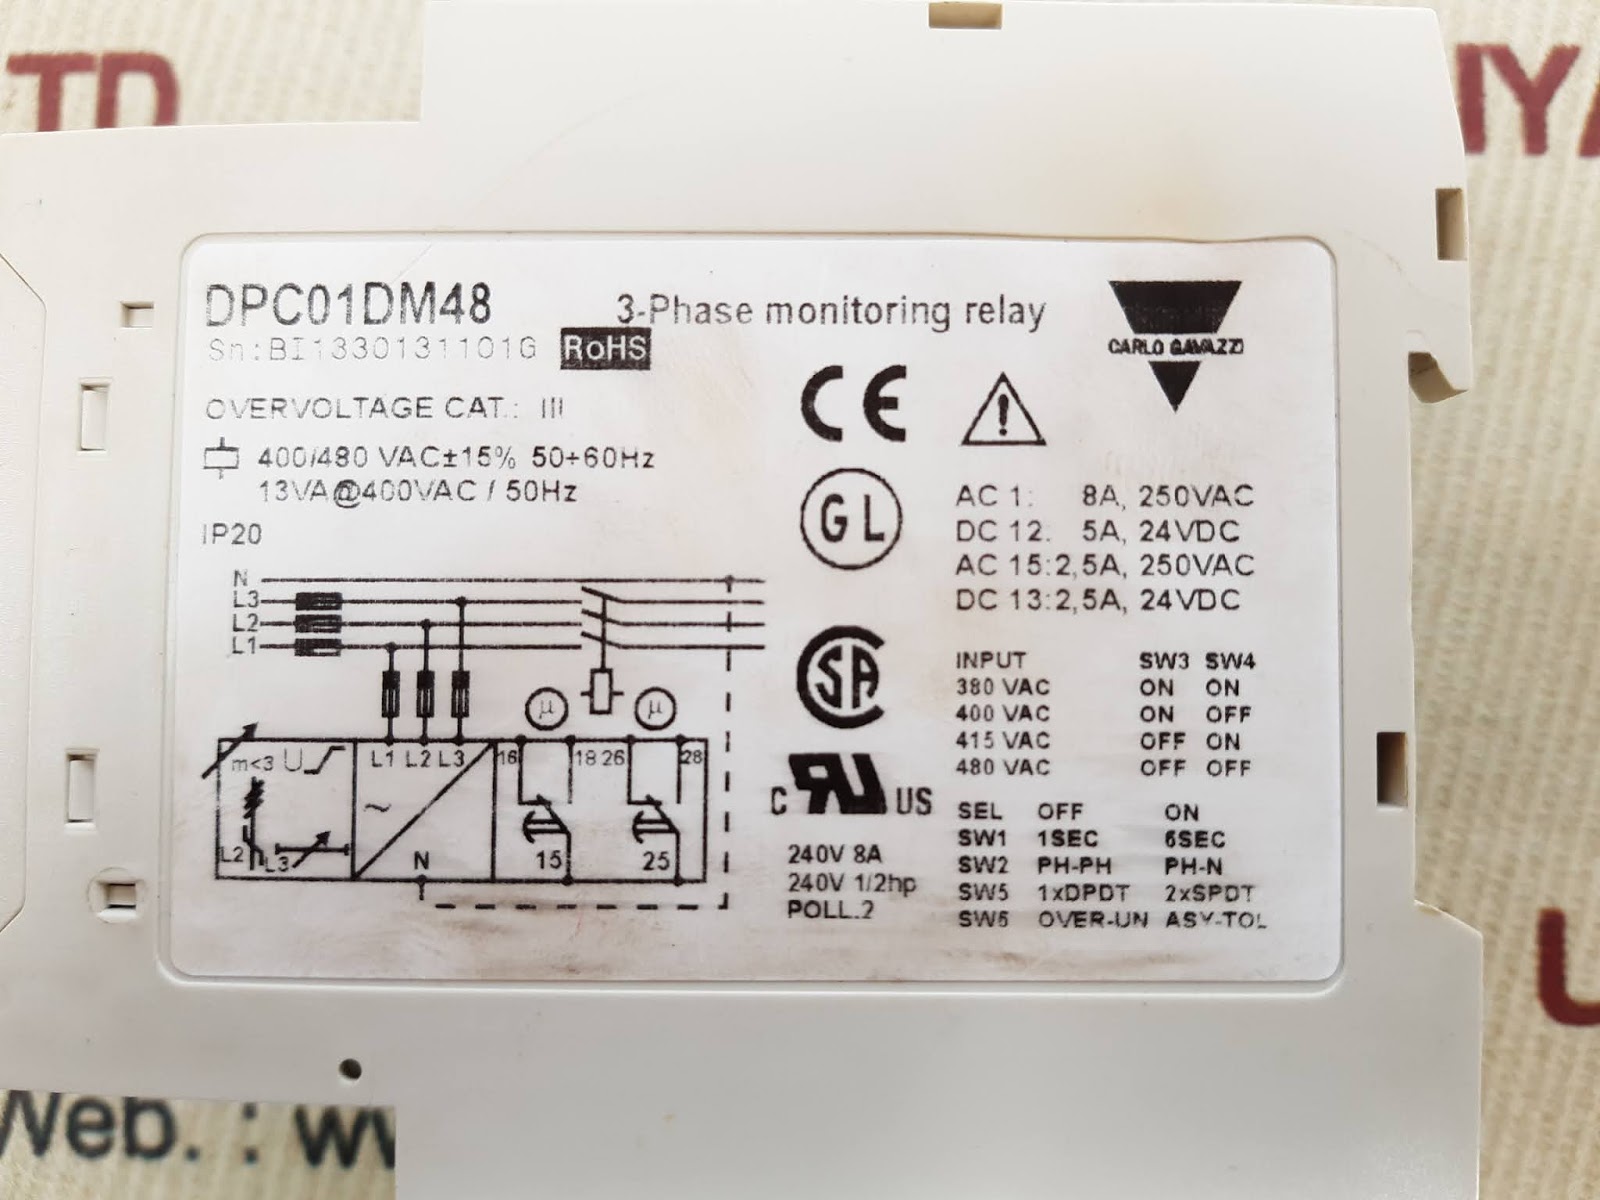 TD
IYA
DPC01DM48
3-Phase monitoring relay
Sn:BI1330131101G RoHS
CARLO GAVAZZI
OVERVOLTAGE CAT.: III
CE
400/480 VAC±15% 50÷60Hz
13VA@400VAC / 50Hz
GL
IP20
AC 1: 8A, 250VAC
DC 12: 5A, 24VDC
AC 15:2,5A, 250VAC
DC 13:2,5A, 24VDC
N
L3
L2
L1
µ µ
m<3 U L1 L2 L3 16 18 26 28
~
L2 L3 N 15 25
CSA
C RU US
240V 8A
240V 1/2hp
POLL.2
INPUT SW3 SW4
380 VAC ON ON
400 VAC ON OFF
415 VAC OFF ON
480 VAC OFF OFF
SEL OFF ON
SW1 1SEC 6SEC
SW2 PH-PH PH-N
SW5 1xDPDT 2xSPDT
SW6 OVER-UN ASY-TOL
U
Web. : ww